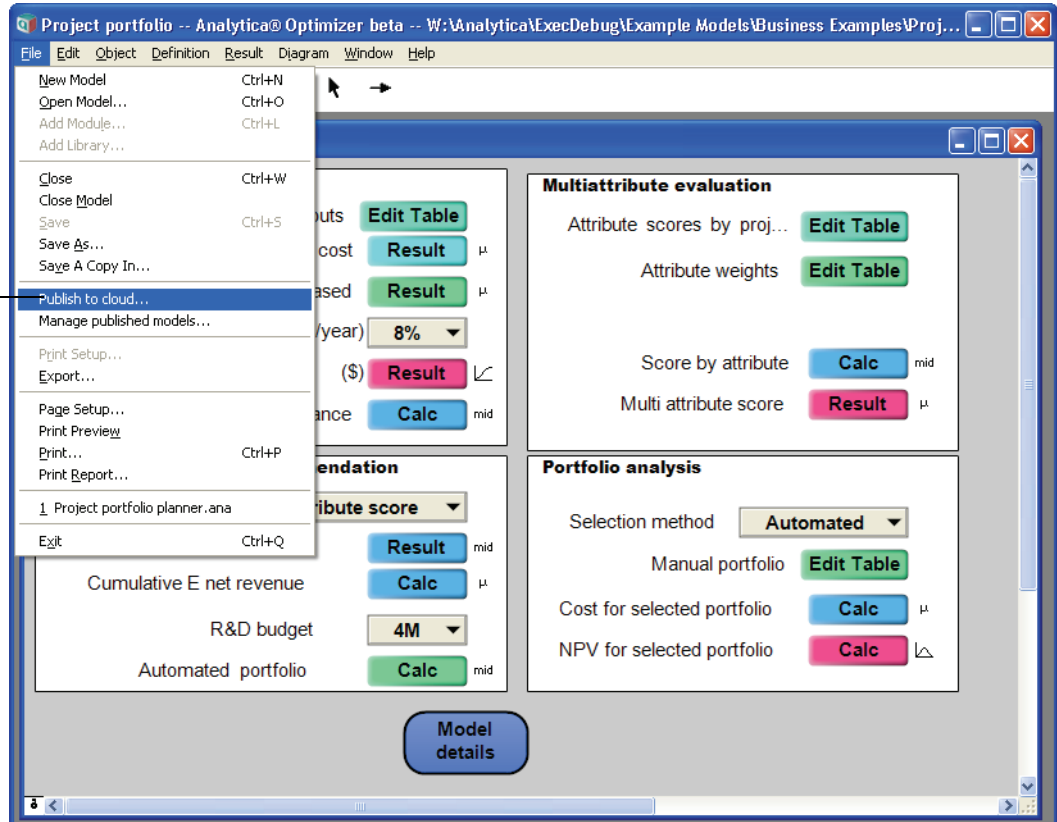 Project portfolio -- Analytica® Optimizer beta -- W:\Analytica\ExecDebug\Example Models\Business Examples\Proj...
File Edit Object Definition Result Diagram Window Help
New Model Ctrl+N
Open Model... Ctrl+O
Add Module... Ctrl+L
Add Library...
Close Ctrl+W
Close Model
Save Ctrl+S
Save As...
Save A Copy In...
Publish to cloud...
Manage published models...
Print Setup...
Export...
Page Setup...
Print Preview
Print... Ctrl+P
Print Report...
1 Project portfolio planner.ana
Exit Ctrl+Q
uts Edit Table
cost Result μ
ased Result μ
/year) 8%
($) Result
ance Calc mid
Multiattribute evaluation
Attribute scores by proj... Edit Table
Attribute weights Edit Table
Score by attribute Calc mid
Multi attribute score Result μ
endation
ibute score
Result mid
Cumulative E net revenue Calc μ
R&D budget 4M
Automated portfolio Calc mid
Portfolio analysis
Selection method Automated
Manual portfolio Edit Table
Cost for selected portfolio Calc μ
NPV for selected portfolio Calc
Model
details